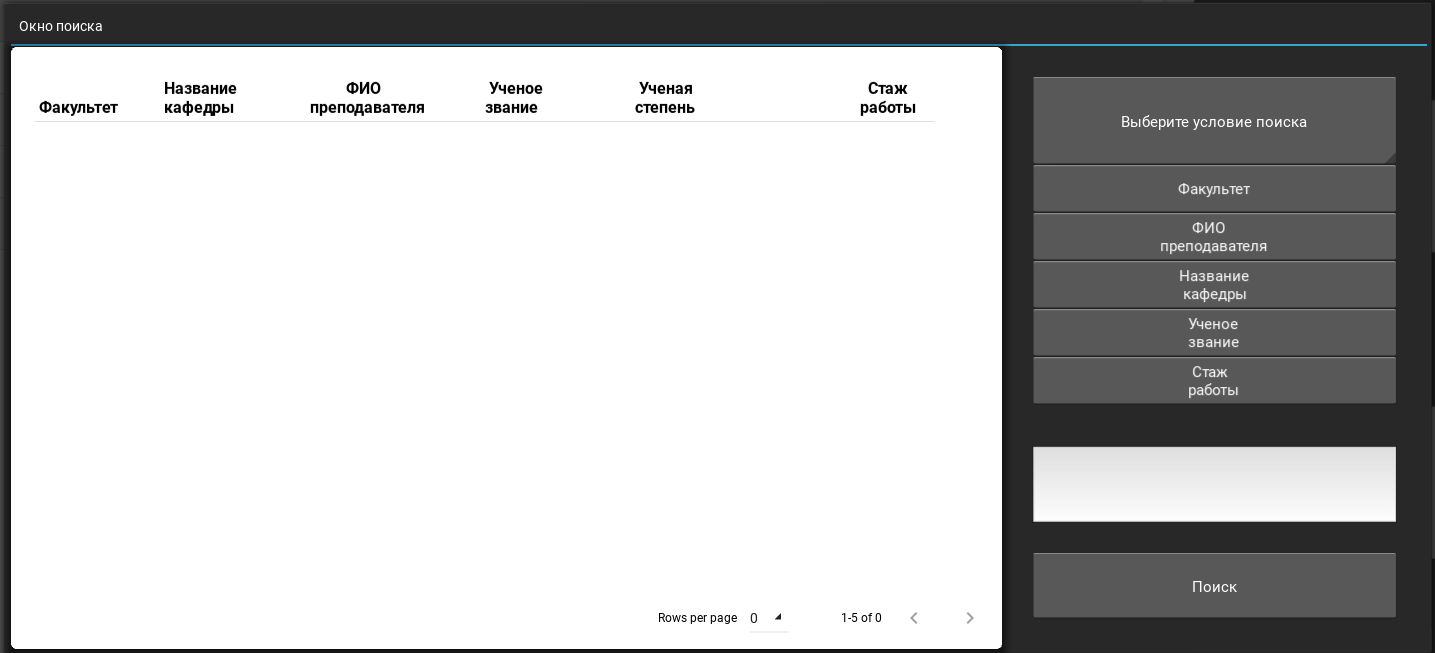 Окно поиска
Название ФИО Ученое Ученая Стаж
Факультет кафедры преподавателя звание степень работы
Выберите условие поиска
Факультет
ФИО
преподавателя
Название
кафедры
Ученое
звание
Стаж
работы
Поиск
Rows per page 0 1-5 of 0